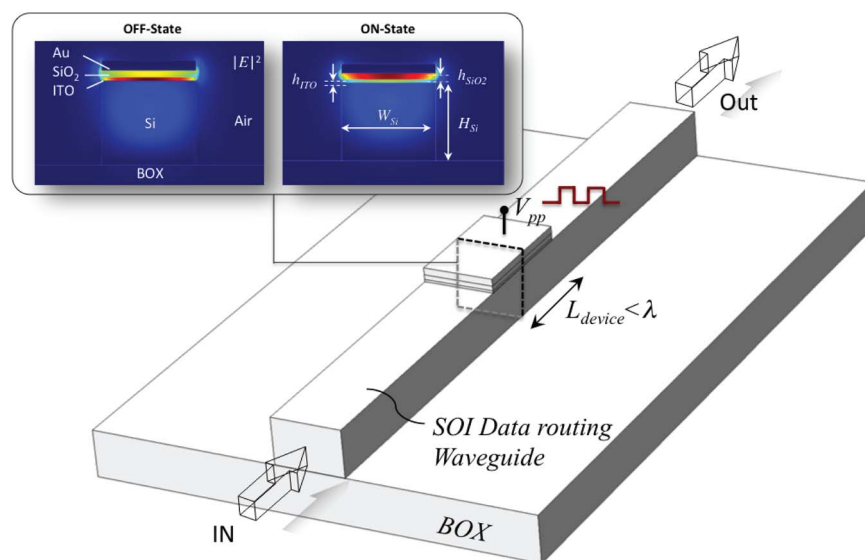 OFF-State
ON-State
Au
SiO2
ITO
|E|²
Si
Air
BOX
hITO
hSiO2
WSi
HSi
Out
Vpp
Ldevice<λ
SOI Data routing
Waveguide
IN
BOX